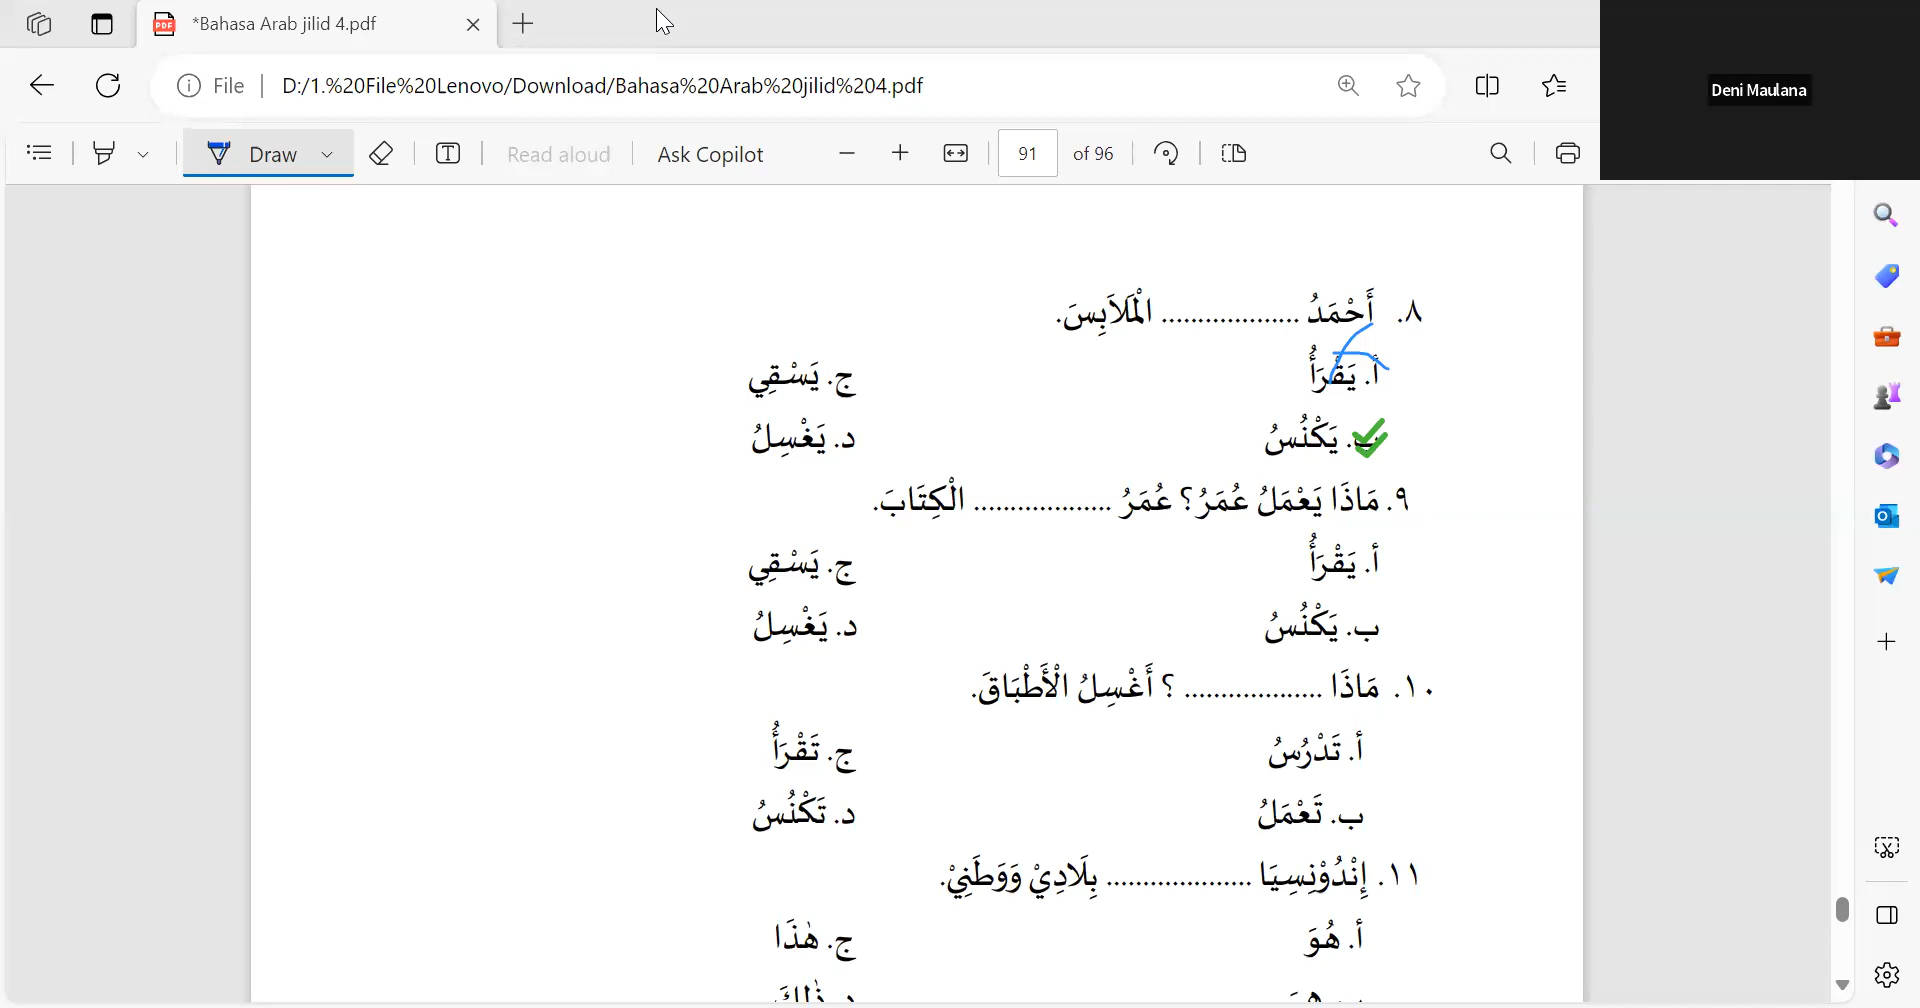 *Bahasa Arab jilid 4.pdf
File D:/1.%20File%20Lenovo/Download/Bahasa%20Arab%20jilid%204.pdf
Deni Maulana
Draw Read aloud Ask Copilot 91 of 96
٨. أَحْمَدُ ................... الْمَلَابِسَ.
أ. يَقْرَأُ ج. يَسْقِي
ب. يَكْنُسُ د. يَغْسِلُ
٩. مَاذَا يَعْمَلُ عُمَرُ؟ عُمَرُ ................... الْكِتَابَ.
أ. يَقْرَأُ ج. يَسْقِي
ب. يَكْنُسُ د. يَغْسِلُ
١٠. مَاذَا ................... ؟ أَغْسِلُ الْأَطْبَاقَ.
أ. تَدْرُسُ ج. تَقْرَأُ
ب. تَعْمَلُ د. تَكْنُسُ
١١. إِنْدُوْنِسِيَا .................... بِلَادِيْ وَوَطَنِيْ.
أ. هُوَ ج. هٰذَا